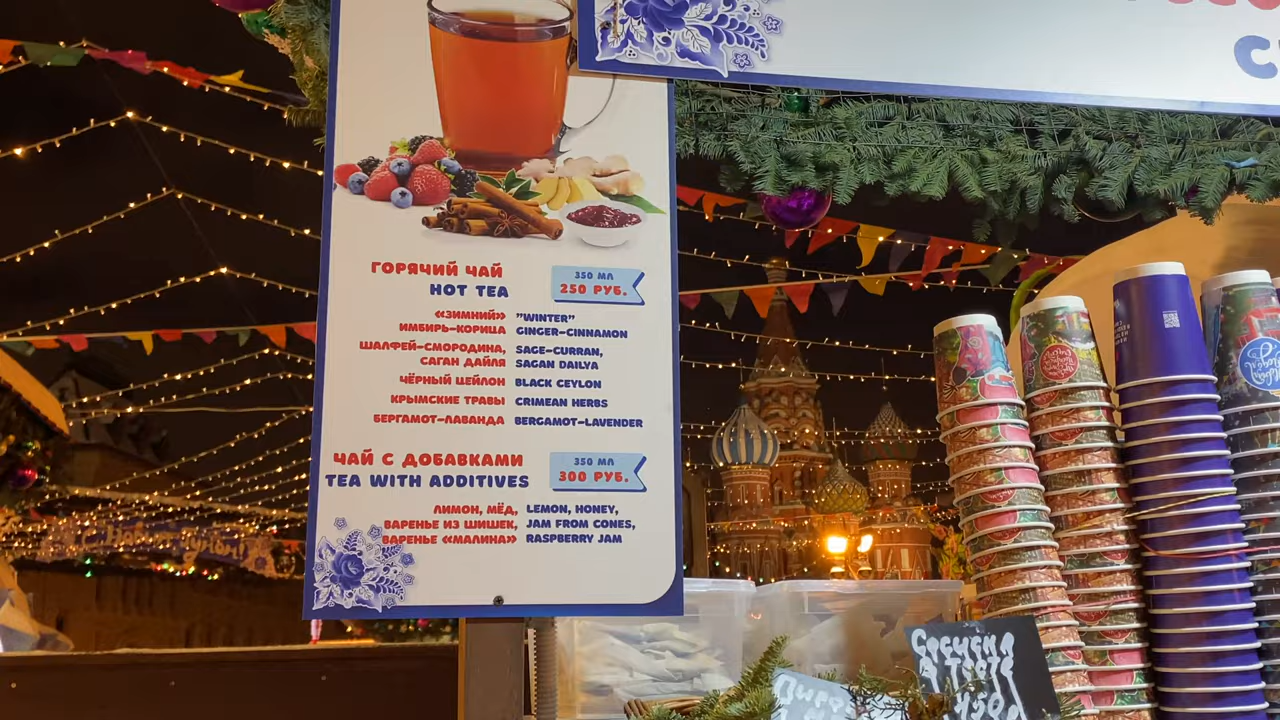 ГОРЯЧИЙ ЧАЙ
HOT TEA
350 МЛ
250 РУБ.
«ЗИМНИЙ» "WINTER"
ИМБИРЬ-КОРИЦА GINGER-CINNAMON
ШАЛФЕЙ-СМОРОДИНА, SAGE-CURRAN,
САГАН ДАЙЛЯ SAGAN DAILYA
ЧЁРНЫЙ ЦЕЙЛОН BLACK CEYLON
КРЫМСКИЕ ТРАВЫ CRIMEAN HERBS
БЕРГАМОТ-ЛАВАНДА BERGAMOT-LAVENDER
ЧАЙ С ДОБАВКАМИ
TEA WITH ADDITIVES
350 МЛ
300 РУБ.
ЛИМОН, МЁД, LEMON, HONEY,
ВАРЕНЬЕ ИЗ ШИШЕК, JAM FROM CONES,
ВАРЕНЬЕ «МАЛИНА» RASPBERRY JAM
Сосиска
в тесте
450